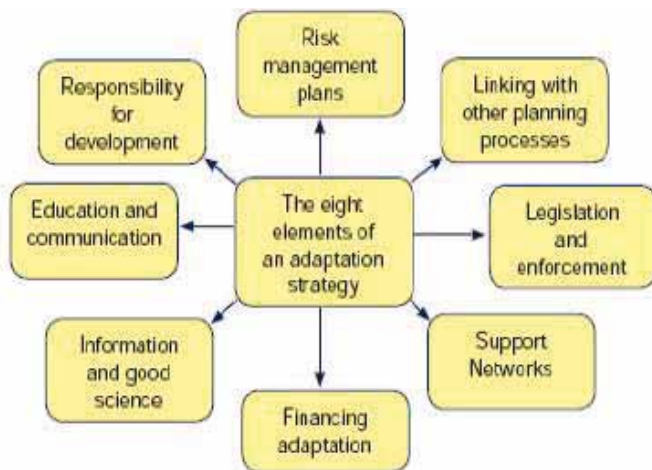 Risk
management
plans
Responsibility
for
development
Linking with
other planning
processes
Education and
communication
The eight
elements of
an adaptation
strategy
Legislation
and
enforcement
Information
and good
science
Support
Networks
Financing
adaptation